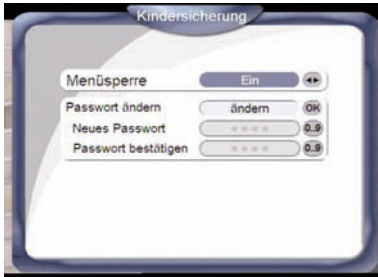 Kindersicherung
Menüsperre Ein ◂▸
Passwort ändern ändern OK
Neues Passwort **** 0..9
Passwort bestätigen **** 0..9